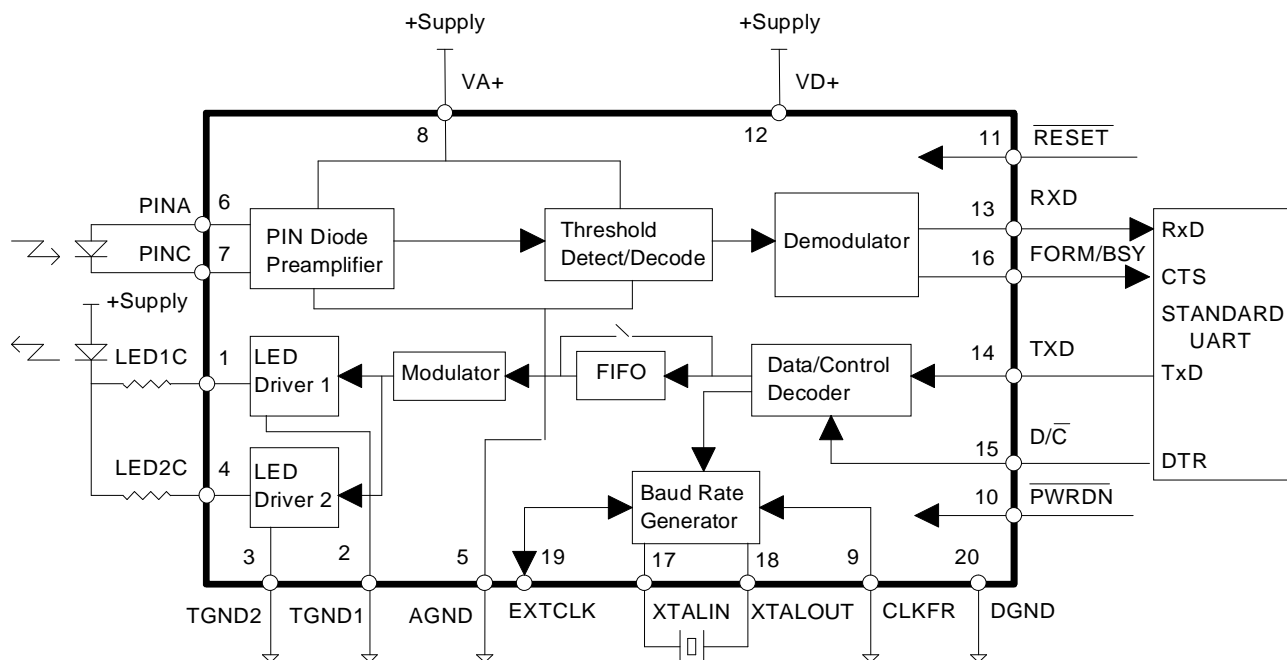 +Supply
+Supply
VA+
VD+
8
12
11
RESET
PINA
6
13
RXD
PIN Diode
Preamplifier
Threshold
Detect/Decode
Demodulator
RxD
PINC
7
16
FORM/BSY
CTS
+Supply
STANDARD
UART
LED1C
1
LED
Driver 1
Modulator
FIFO
Data/Control
Decoder
14
TXD
TxD
15
D/C̅
DTR
LED2C
4
LED
Driver 2
Baud Rate
Generator
10
PWRDN
3
2
5
19
17
18
9
20
TGND2
TGND1
AGND
EXTCLK
XTALIN
XTALOUT
CLKFR
DGND